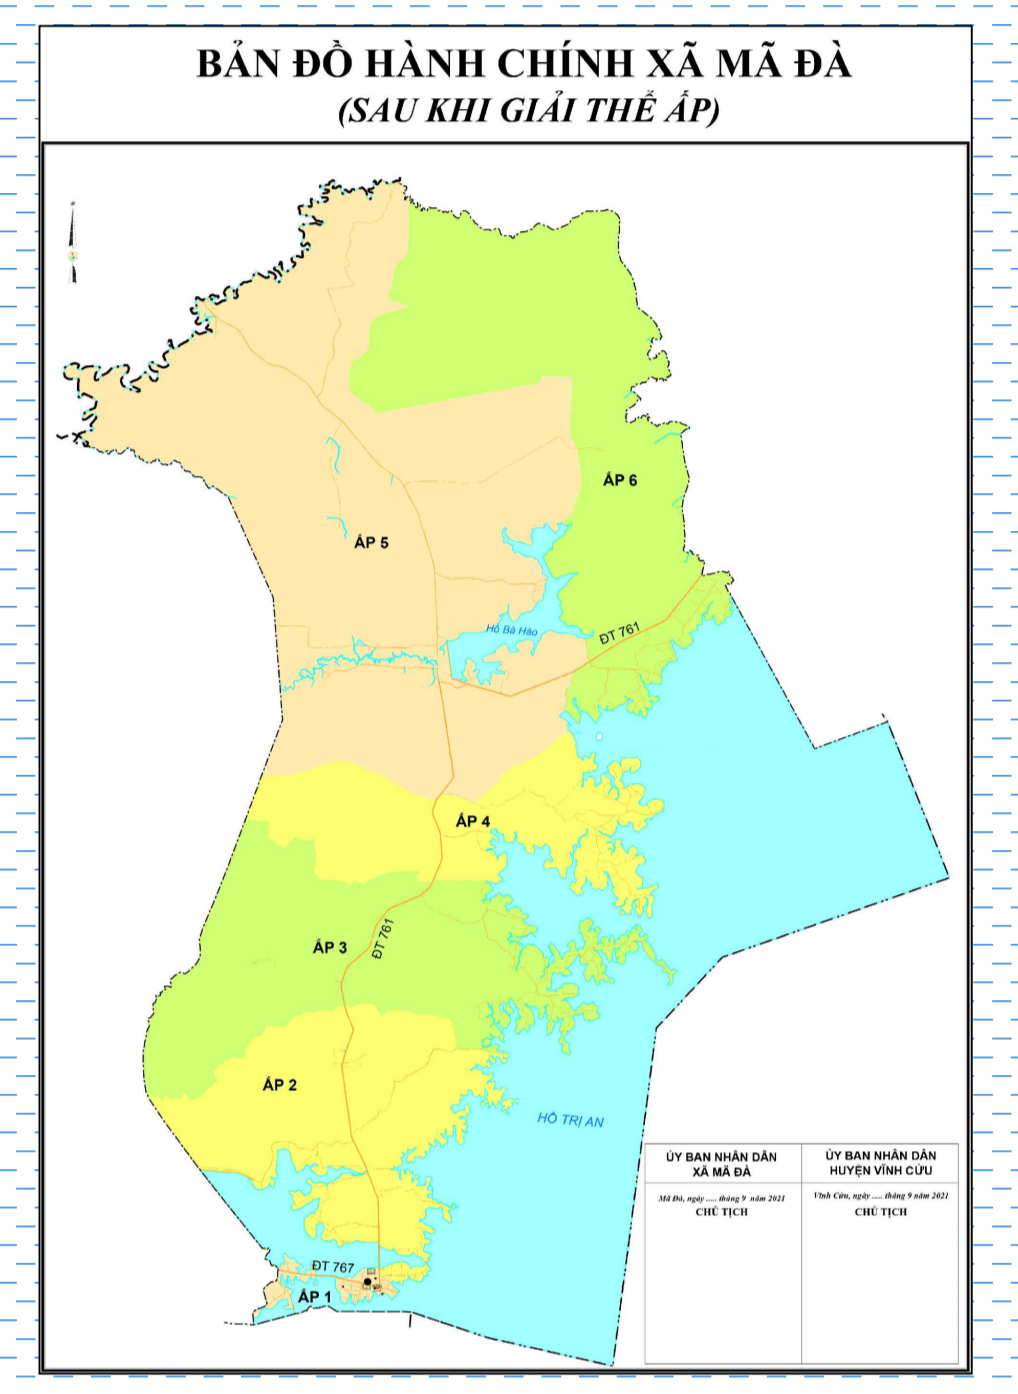 BẢN ĐỒ HÀNH CHÍNH XÃ MÃ ĐÀ
(SAU KHI GIẢI THỂ ẤP)
ẤP 6
ẤP 5
Hồ Bà Hào
ĐT 761
ẤP 4
ẤP 3
ĐT 761
ẤP 2
HỒ TRỊ AN
ĐT 767
ẤP 1
ỦY BAN NHÂN DÂN
XÃ MÃ ĐÀ
Mã Đà, ngày ..... tháng 9 năm 2021
CHỦ TỊCH
ỦY BAN NHÂN DÂN
HUYỆN VĨNH CỬU
Vĩnh Cửu, ngày ..... tháng 9 năm 2021
CHỦ TỊCH